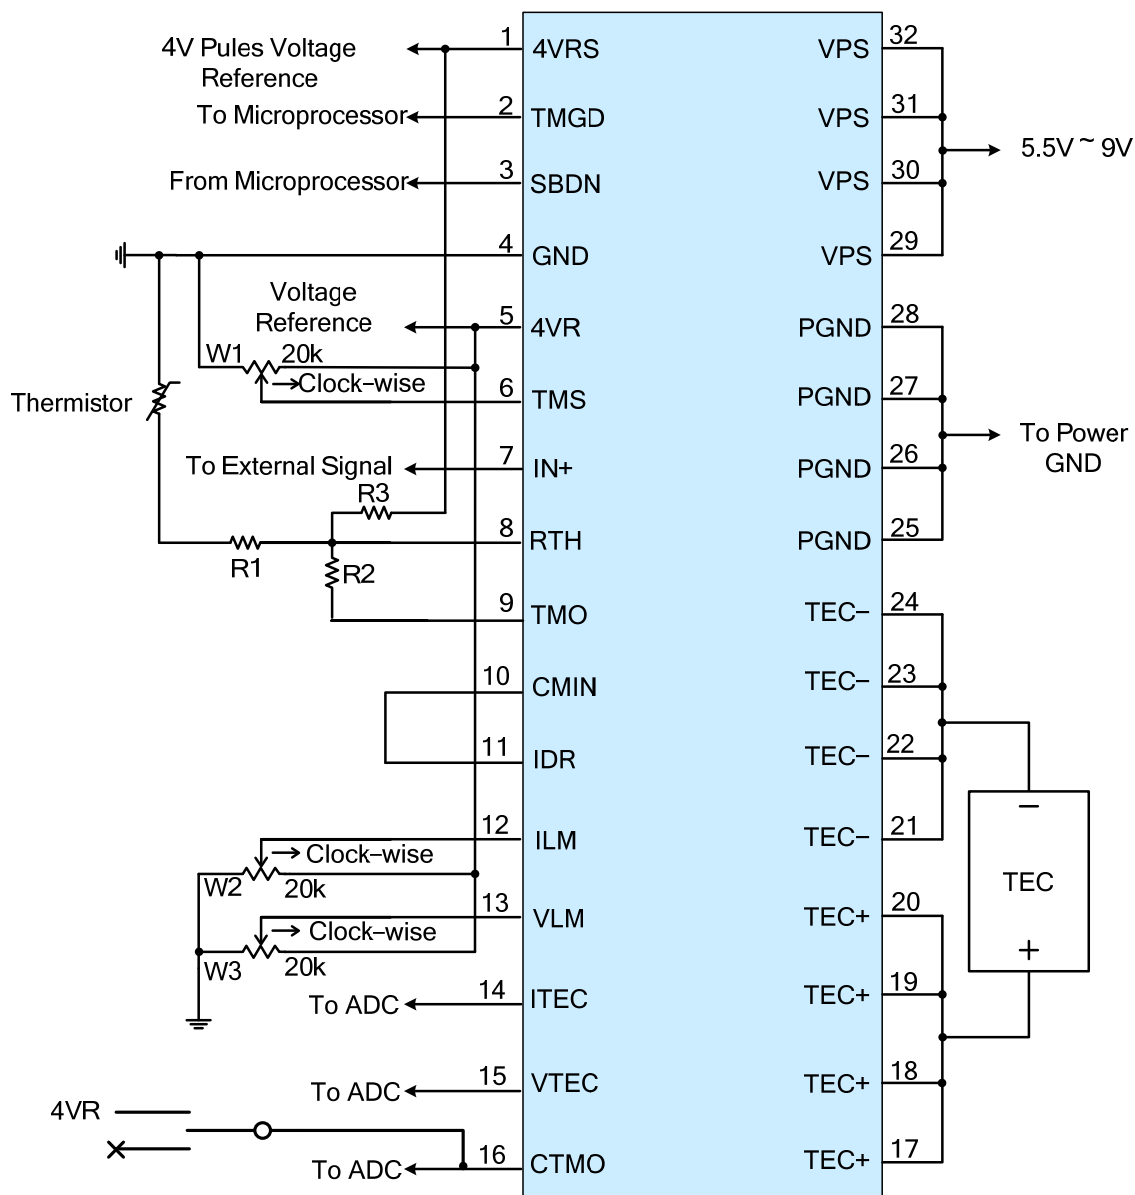 4V Pules Voltage
Reference
1
4VRS
To Microprocessor
2
TMGD
From Microprocessor
3
SBDN
4
GND
Voltage
Reference
5
4VR
W1
20k
Clock-wise
6
TMS
Thermistor
To External Signal
7
IN+
R3
8
RTH
R1
R2
9
TMO
10
CMIN
11
IDR
12
ILM
Clock-wise
W2
20k
13
VLM
Clock-wise
W3
20k
To ADC
14
ITEC
To ADC
15
VTEC
4VR
To ADC
16
CTMO
VPS
32
VPS
31
5.5V ~ 9V
VPS
30
VPS
29
PGND
28
PGND
27
To Power
GND
PGND
26
PGND
25
TEC-
24
TEC-
23
TEC-
22
TEC-
21
−
TEC
+
TEC+
20
TEC+
19
TEC+
18
TEC+
17